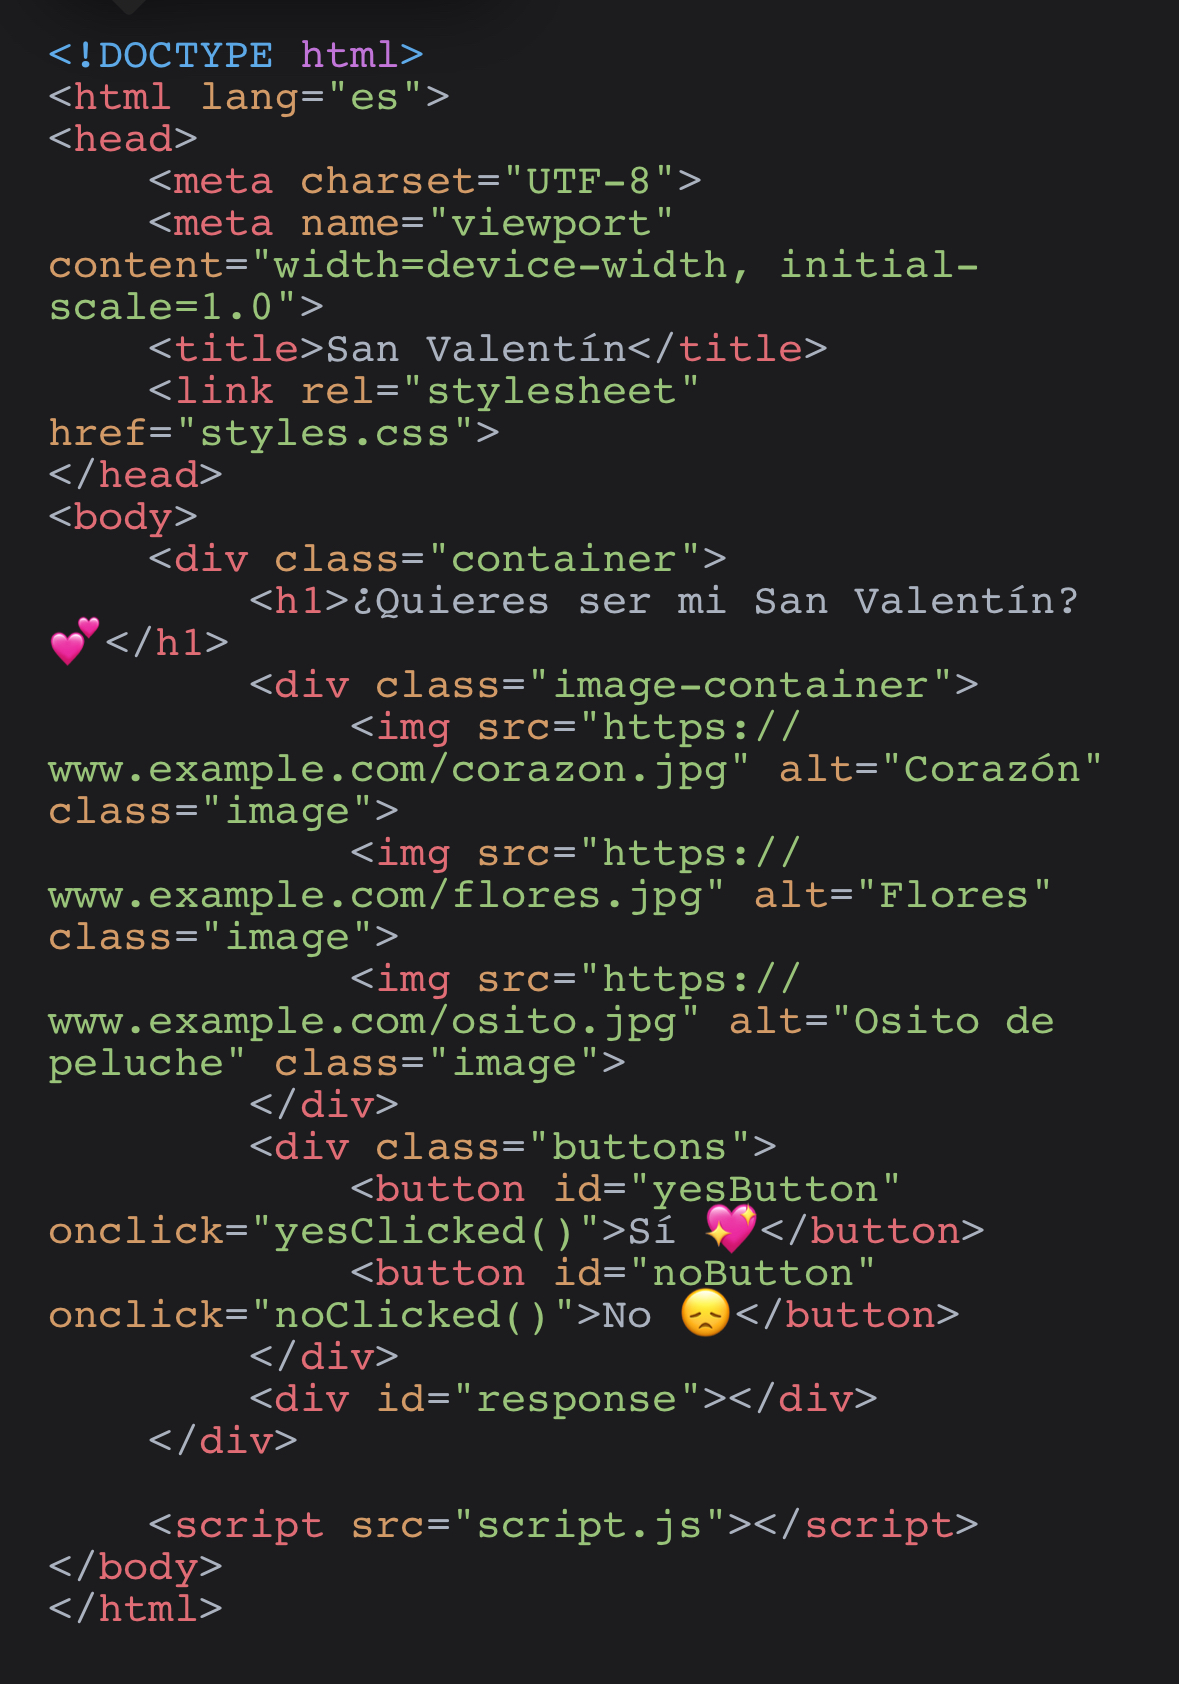 <!DOCTYPE html>
<html lang="es">
<head>
    <meta charset="UTF-8">
    <meta name="viewport"
content="width=device-width, initial-
scale=1.0">
    <title>San Valentín</title>
    <link rel="stylesheet"
href="styles.css">
</head>
<body>
    <div class="container">
        <h1>¿Quieres ser mi San Valentín?
💕</h1>
        <div class="image-container">
            <img src="https://
www.example.com/corazon.jpg" alt="Corazón"
class="image">
            <img src="https://
www.example.com/flores.jpg" alt="Flores"
class="image">
            <img src="https://
www.example.com/osito.jpg" alt="Osito de
peluche" class="image">
        </div>
        <div class="buttons">
            <button id="yesButton"
onclick="yesClicked()">Sí 💖</button>
            <button id="noButton"
onclick="noClicked()">No 😞</button>
        </div>
        <div id="response"></div>
    </div>

    <script src="script.js"></script>
</body>
</html>